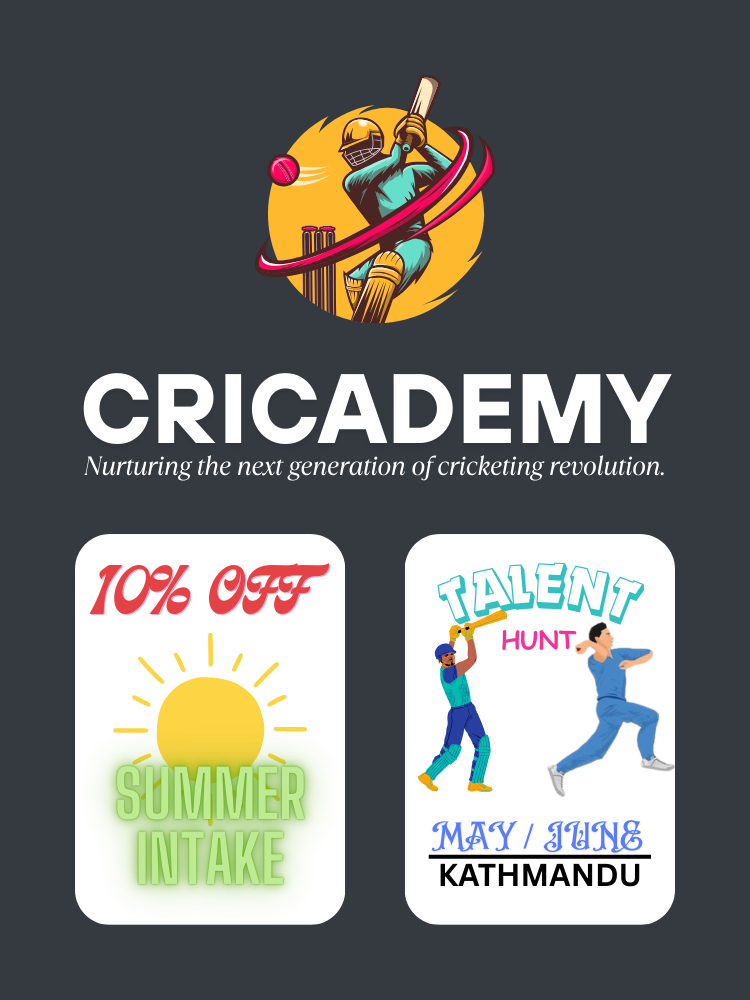 CRICADEMY
Nurturing the next generation of cricketing revolution.
10% OFF
SUMMER
INTAKE
TALENT
HUNT
MAY / JUNE
KATHMANDU